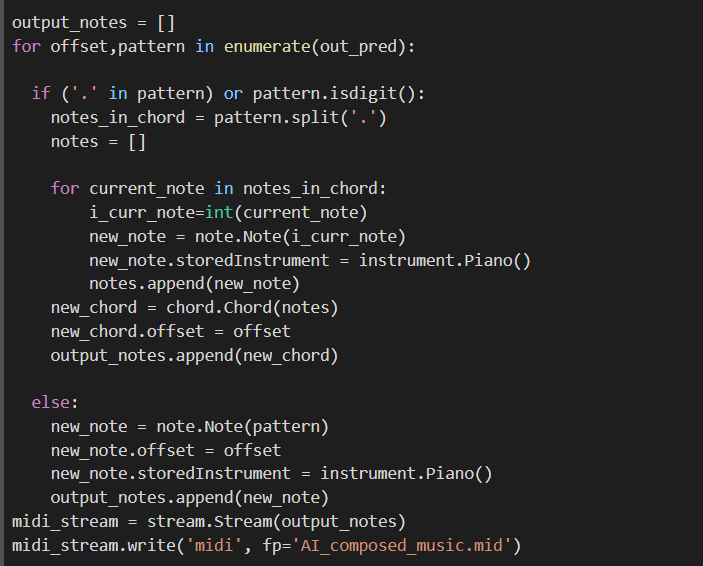 output_notes = []
for offset,pattern in enumerate(out_pred):
  if ('.' in pattern) or pattern.isdigit():
    notes_in_chord = pattern.split('.')
    notes = []
    for current_note in notes_in_chord:
        i_curr_note=int(current_note)
        new_note = note.Note(i_curr_note)
        new_note.storedInstrument = instrument.Piano()
        notes.append(new_note)
    new_chord = chord.Chord(notes)
    new_chord.offset = offset
    output_notes.append(new_chord)
  else:
    new_note = note.Note(pattern)
    new_note.offset = offset
    new_note.storedInstrument = instrument.Piano()
    output_notes.append(new_note)
midi_stream = stream.Stream(output_notes)
midi_stream.write('midi', fp='AI_composed_music.mid')